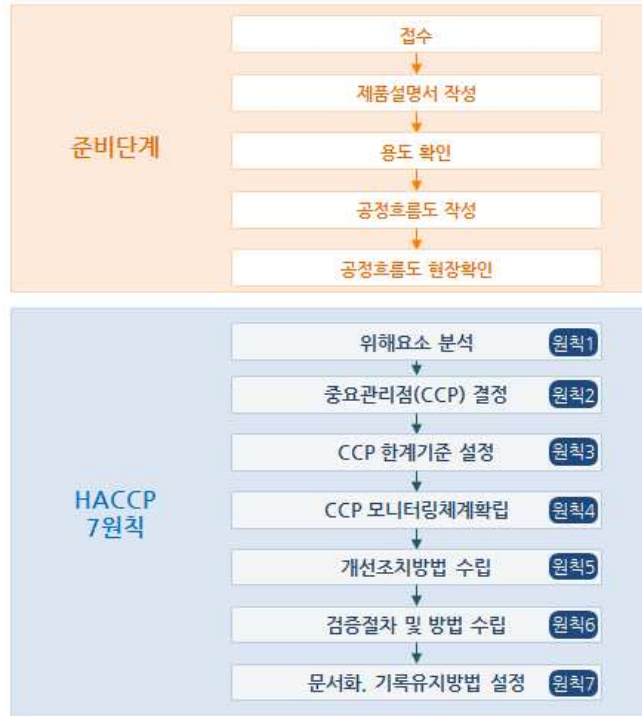 준비단계
접수
제품설명서 작성
용도 확인
공정흐름도 작성
공정흐름도 현장확인
HACCP
7원칙
위해요소 분석 원칙1
중요관리점(CCP) 결정 원칙2
CCP 한계기준 설정 원칙3
CCP 모니터링체계확립 원칙4
개선조치방법 수립 원칙5
검증절차 및 방법 수립 원칙6
문서화, 기록유지방법 설정 원칙7